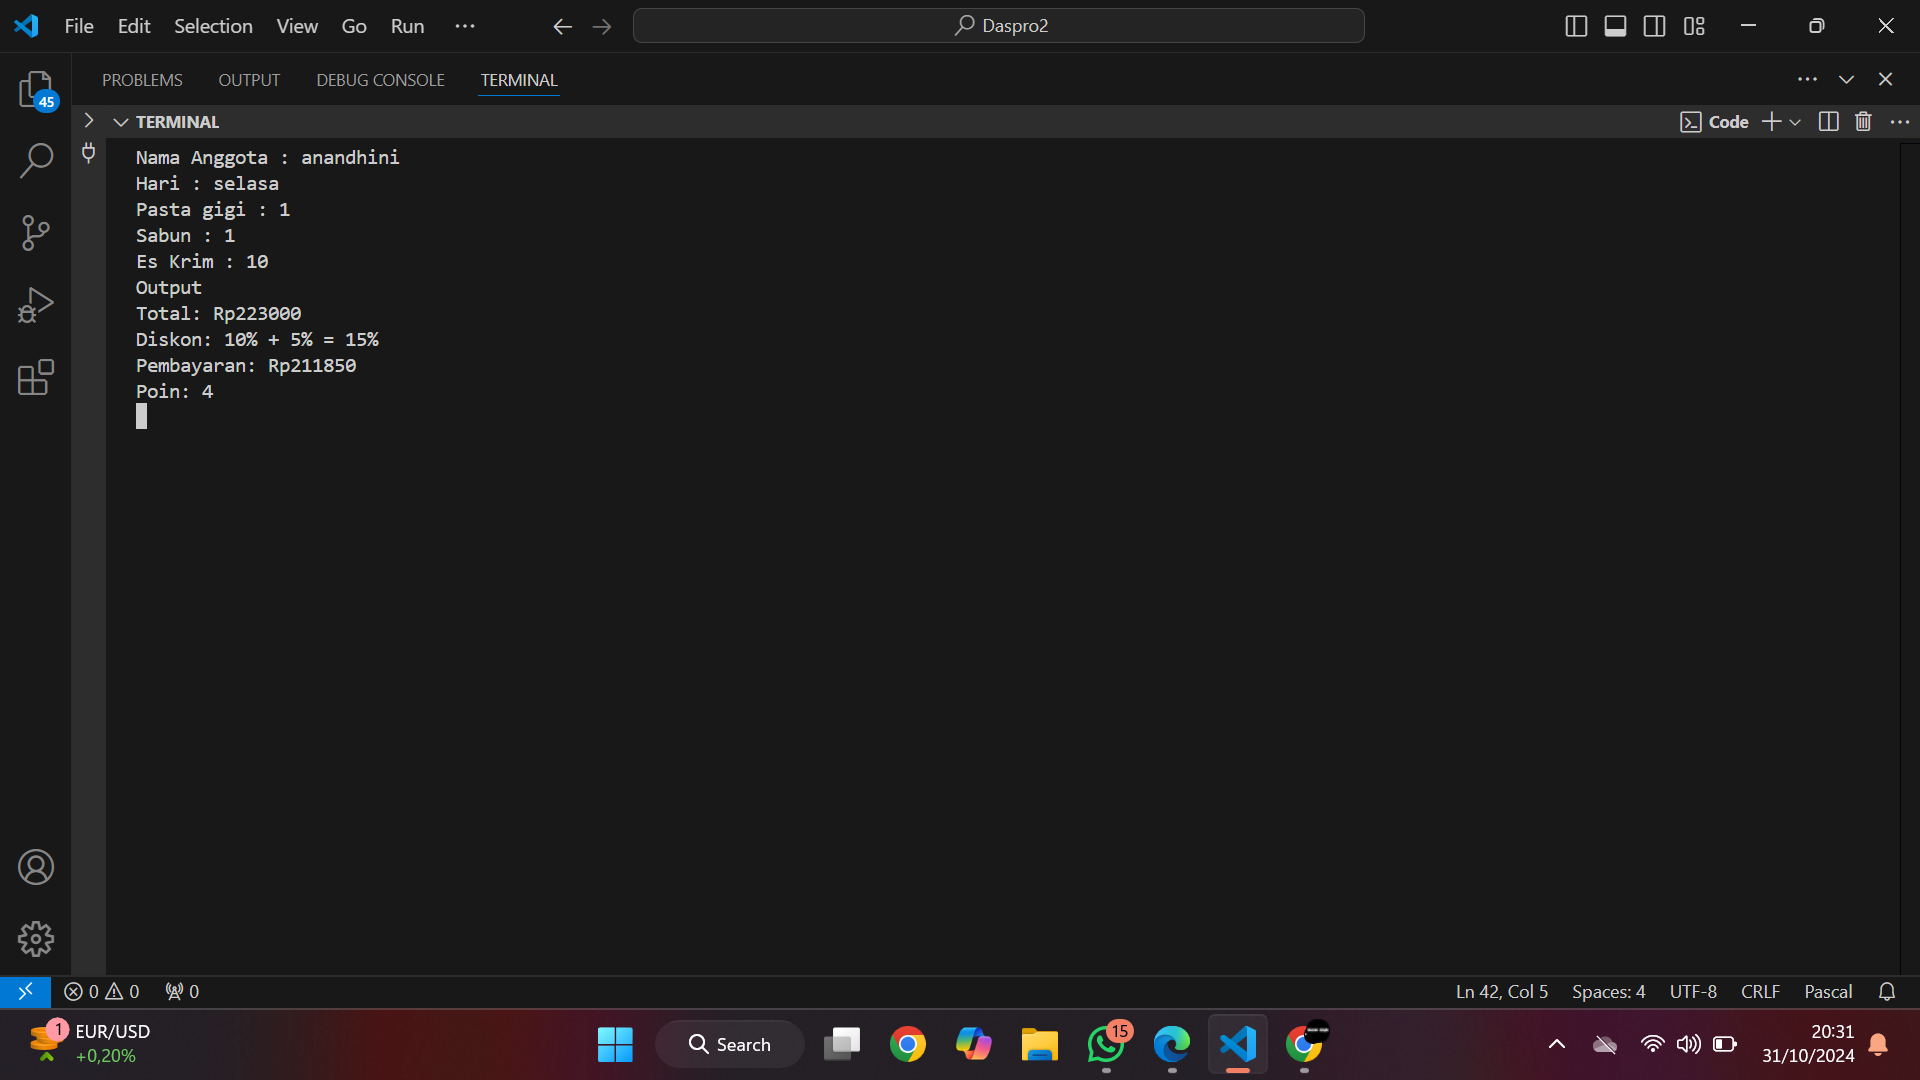 File Edit Selection View Go Run ... Daspro2
45
PROBLEMS OUTPUT DEBUG CONSOLE TERMINAL
TERMINAL Code
Nama Anggota : anandhini
Hari : selasa
Pasta gigi : 1
Sabun : 1
Es Krim : 10
Output
Total: Rp223000
Diskon: 10% + 5% = 15%
Pembayaran: Rp211850
Poin: 4
0 0 0 Ln 42, Col 5 Spaces: 4 UTF-8 CRLF Pascal
1
EUR/USD
+0,20%
Search
15
20:31
31/10/2024